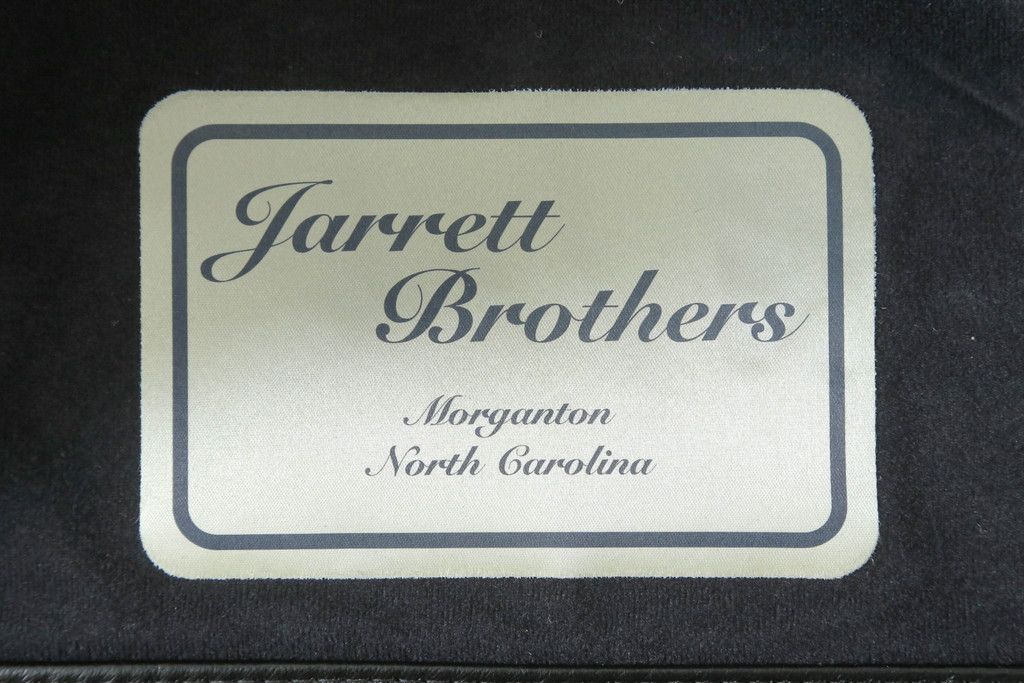 Jarrett
Brothers
Morganton
North Carolina